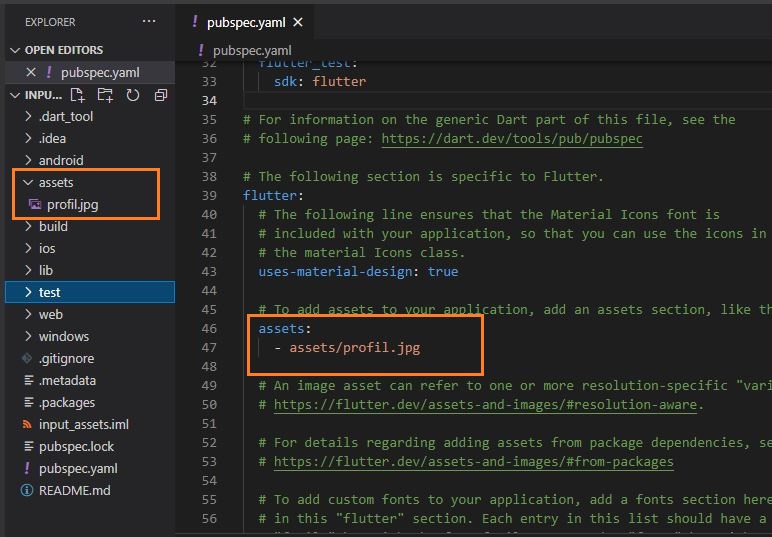 EXPLORER
OPEN EDITORS
pubspec.yaml
INPU...
.dart_tool
.idea
android
assets
profil.jpg
build
ios
lib
test
web
windows
.gitignore
.metadata
.packages
input_assets.iml
pubspec.lock
pubspec.yaml
README.md
pubspec.yaml
pubspec.yaml
32 flutter_test:
33 sdk: flutter
34
35 # For information on the generic Dart part of this file, see the
36 # following page: https://dart.dev/tools/pub/pubspec
37
38 # The following section is specific to Flutter.
39 flutter:
40 # The following line ensures that the Material Icons font is
41 # included with your application, so that you can use the icons in
42 # the material Icons class.
43 uses-material-design: true
44
45 # To add assets to your application, add an assets section, like th
46 assets:
47 - assets/profil.jpg
48
49 # An image asset can refer to one or more resolution-specific "vari
50 # https://flutter.dev/assets-and-images/#resolution-aware.
51
52 # For details regarding adding assets from package dependencies, se
53 # https://flutter.dev/assets-and-images/#from-packages
54
55 # To add custom fonts to your application, add a fonts section here
56 # in this "flutter" section. Each entry in this list should have a